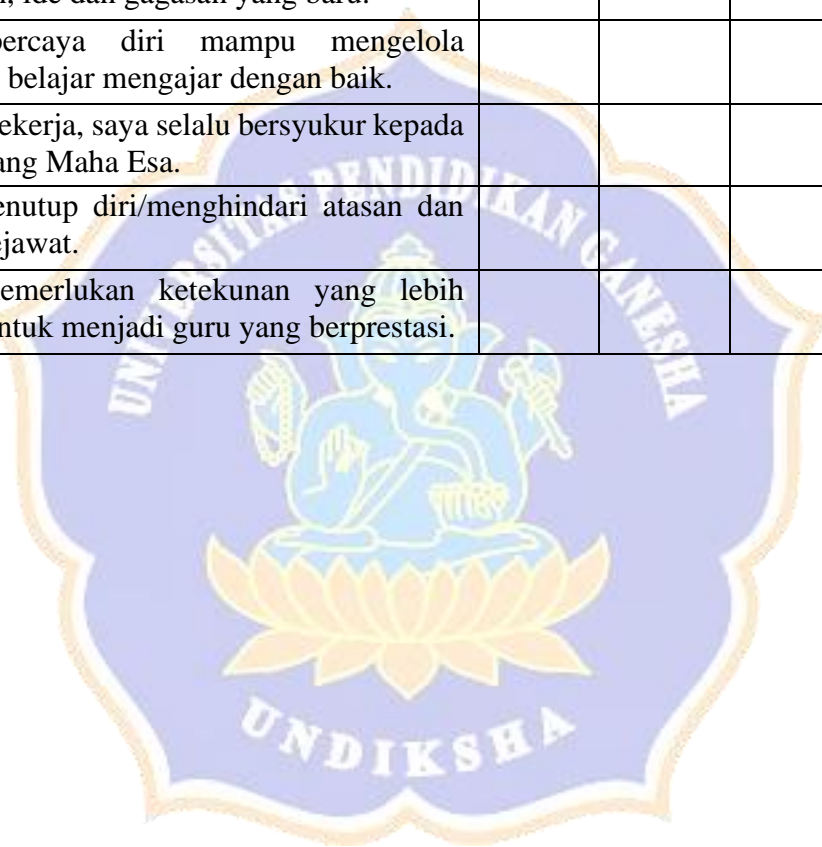 ide dan gagasan yang baru.
percaya diri mampu mengelola
belajar mengajar dengan baik.
ekerja, saya selalu bersyukur kepada
ang Maha Esa.
enutup diri/menghindari atasan dan
ejawat.
emerlukan ketekunan yang lebih
ntuk menjadi guru yang berprestasi.
UNIVERSITAS PENDIDIKAN GANESHA
UNDIKSHA